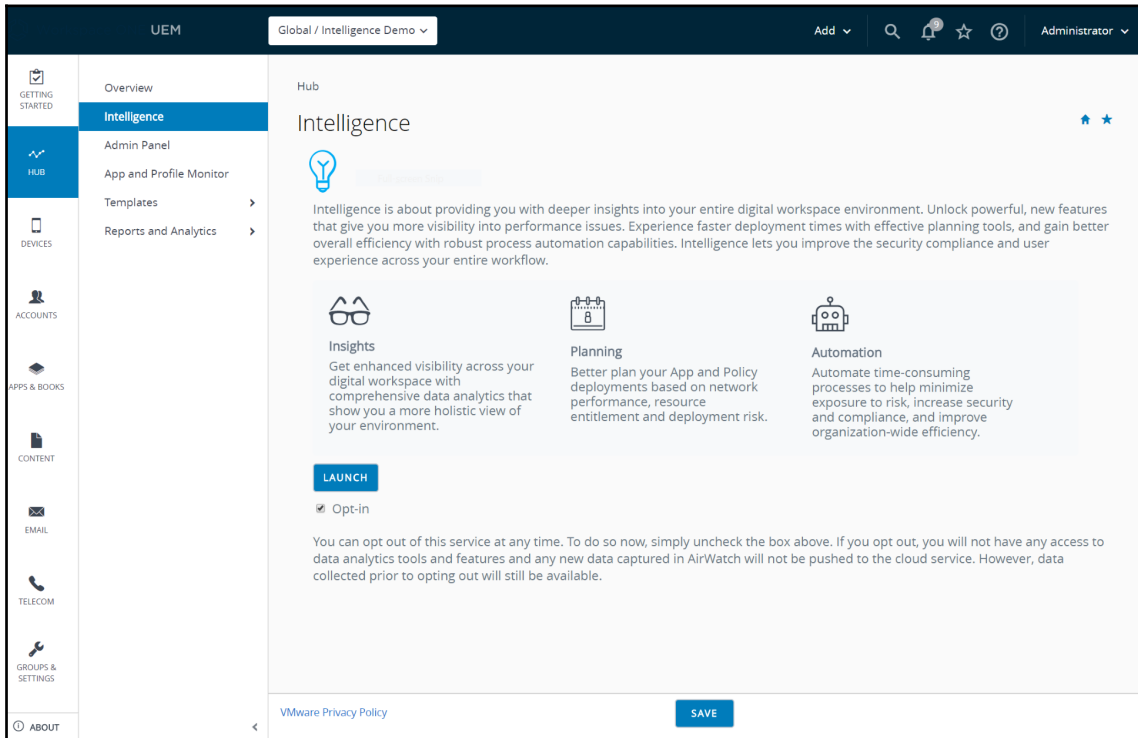 UEM
Global / Intelligence Demo
Add
9
Administrator
GETTING
STARTED
HUB
DEVICES
ACCOUNTS
APPS & BOOKS
CONTENT
EMAIL
TELECOM
GROUPS &
SETTINGS
ABOUT
Overview
Intelligence
Admin Panel
App and Profile Monitor
Templates
Reports and Analytics
Hub
Intelligence
Intelligence is about providing you with deeper insights into your entire digital workspace environment. Unlock powerful, new features
that give you more visibility into performance issues. Experience faster deployment times with effective planning tools, and gain better
overall efficiency with robust process automation capabilities. Intelligence lets you improve the security compliance and user
experience across your entire workflow.
Insights
Get enhanced visibility across your
digital workspace with
comprehensive data analytics that
show you a more holistic view of
your environment.
8
Planning
Better plan your App and Policy
deployments based on network
performance, resource
entitlement and deployment risk.
Automation
Automate time-consuming
processes to help minimize
exposure to risk, increase security
and compliance, and improve
organization-wide efficiency.
LAUNCH
Opt-in
You can opt out of this service at any time. To do so now, simply uncheck the box above. If you opt out, you will not have any access to
data analytics tools and features and any new data captured in AirWatch will not be pushed to the cloud service. However, data
collected prior to opting out will still be available.
VMware Privacy Policy
SAVE